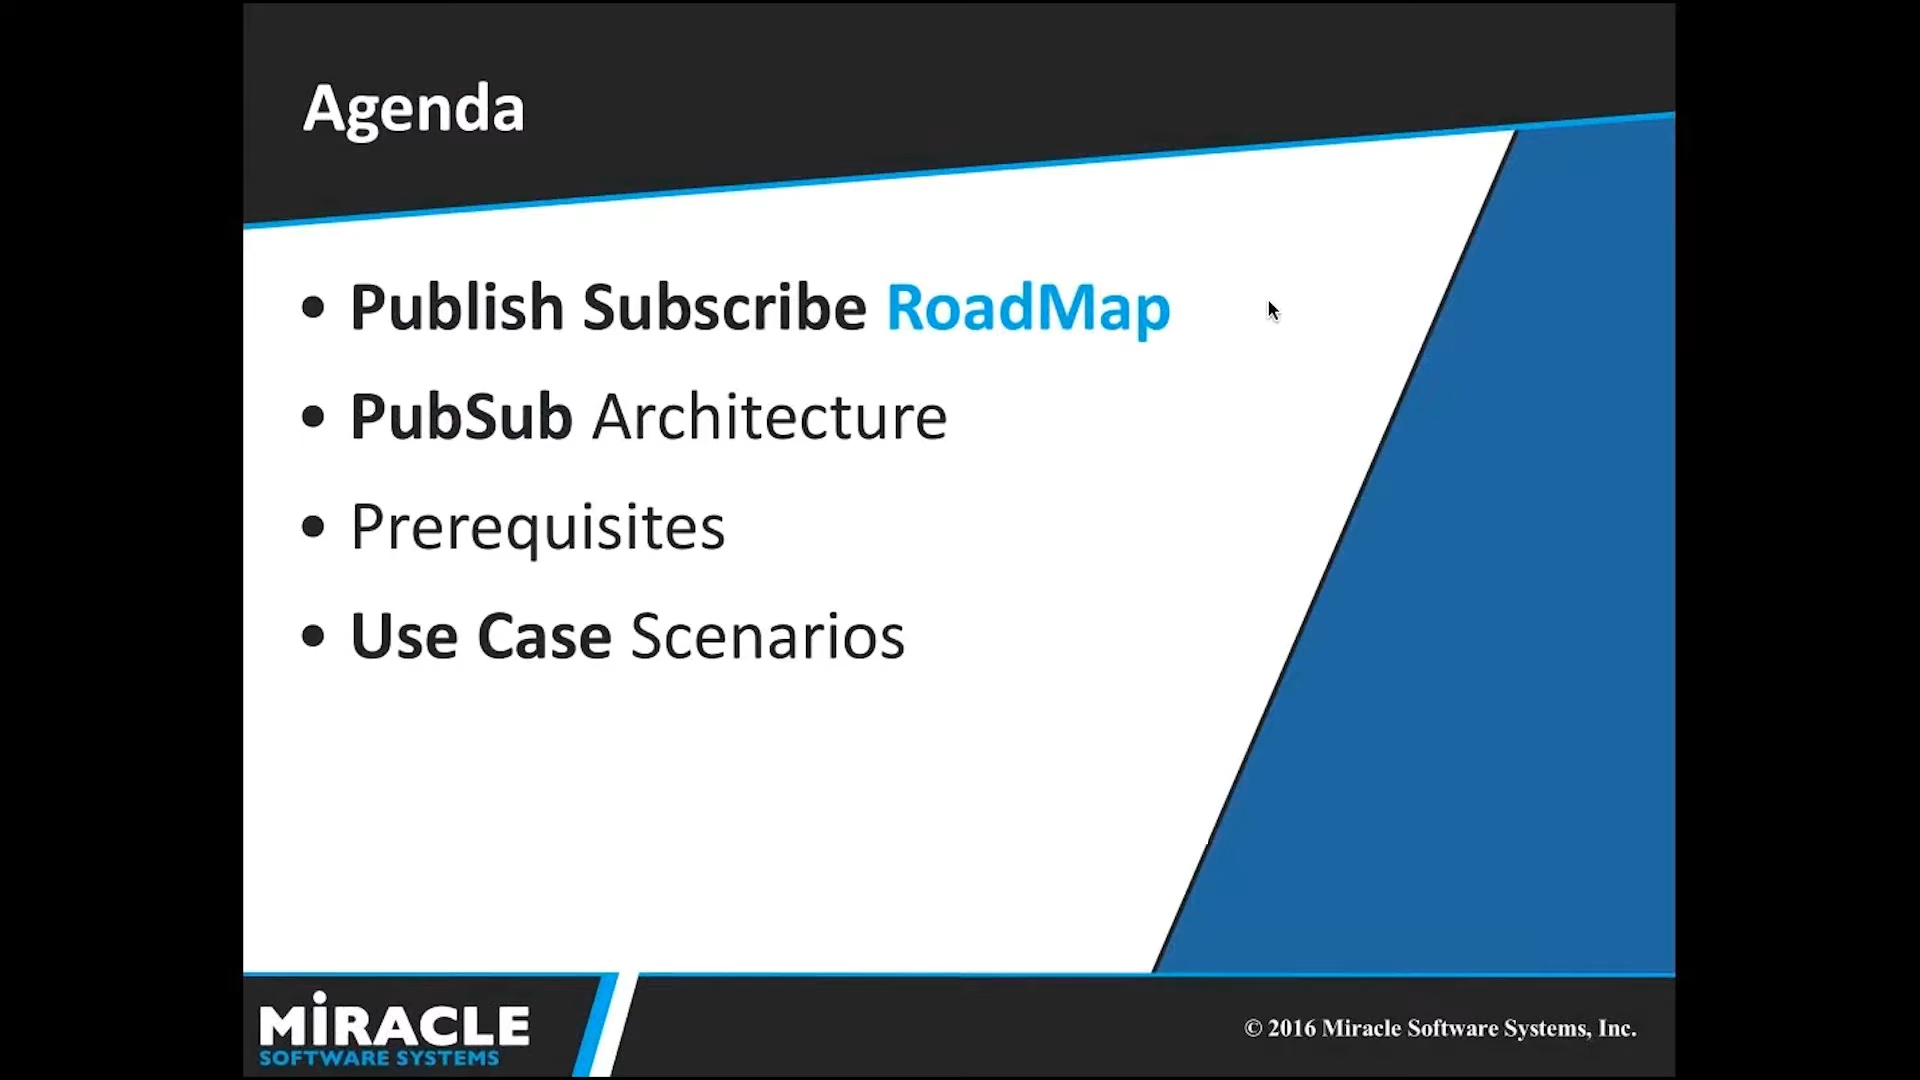 Agenda
• Publish Subscribe RoadMap
• PubSub Architecture
• Prerequisites
• Use Case Scenarios
MiRACLE
SOFTWARE SYSTEMS
© 2016 Miracle Software Systems, Inc.